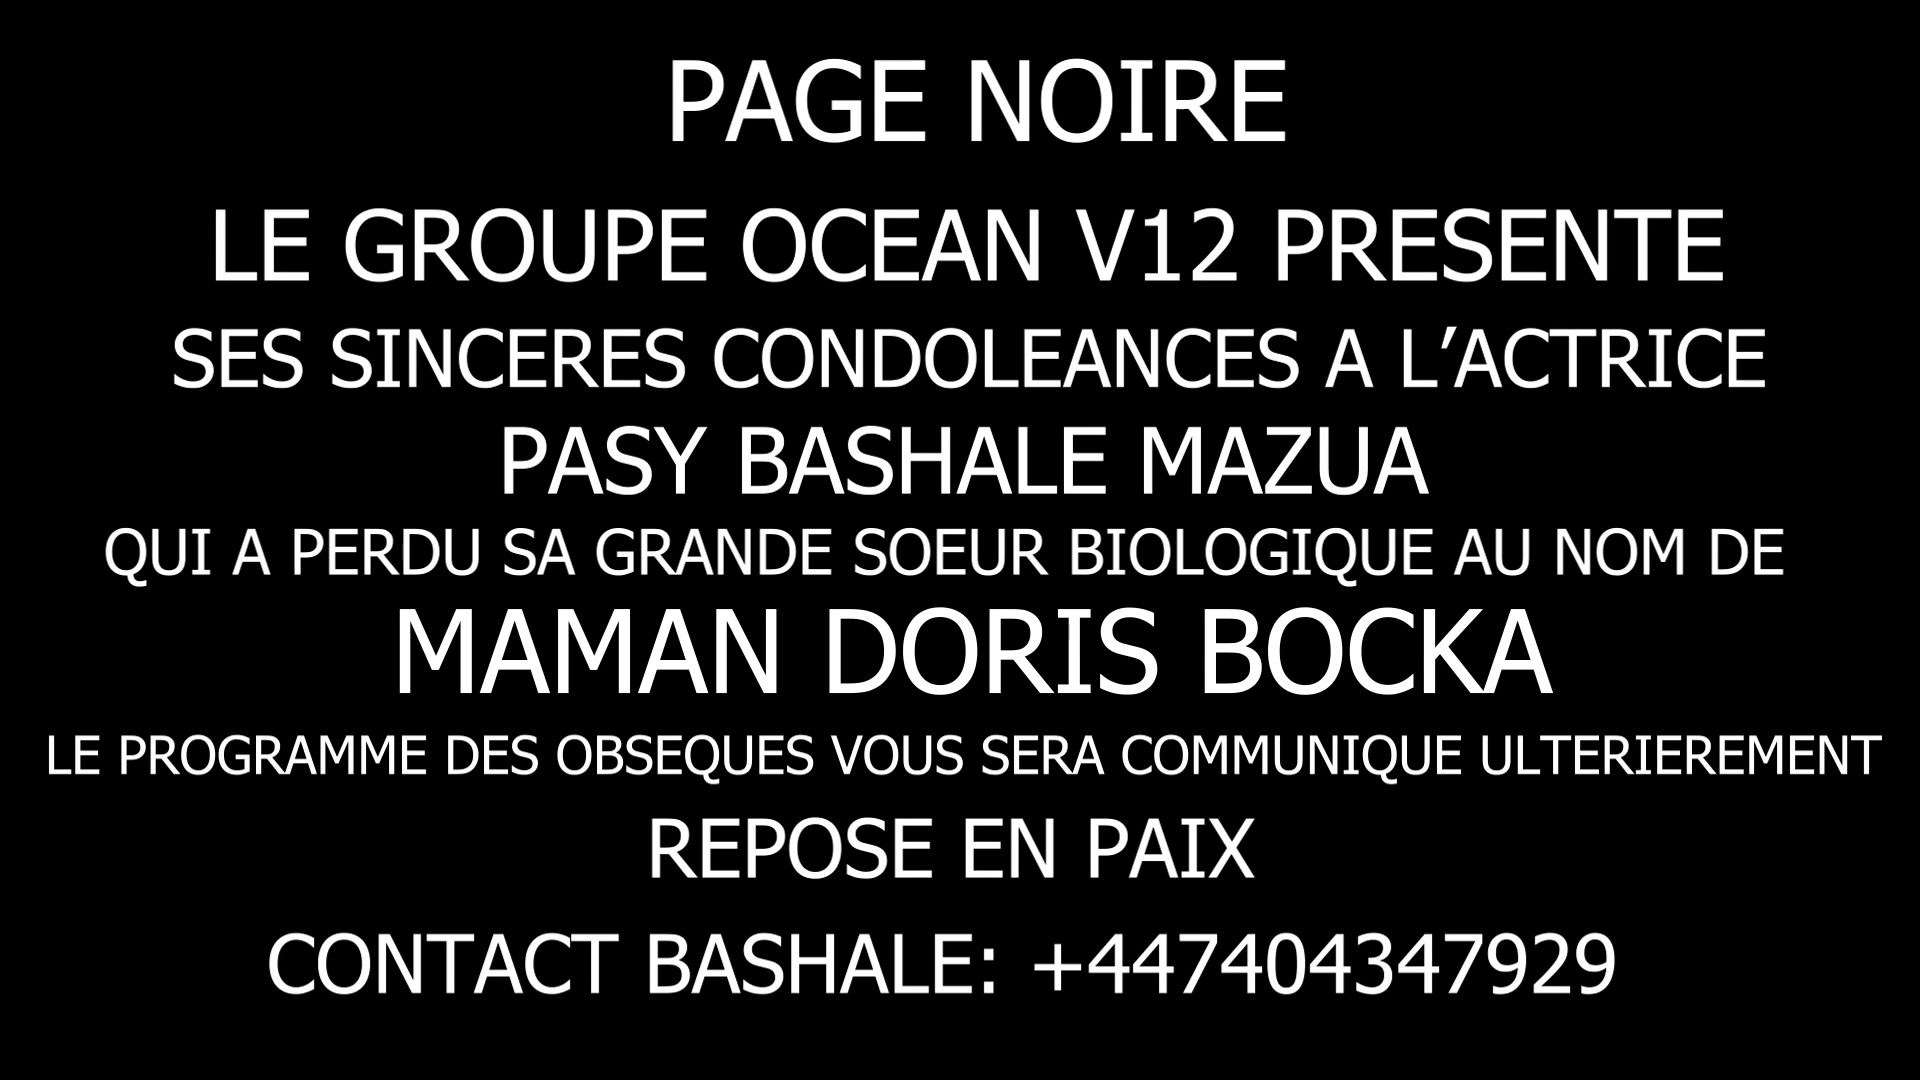 PAGE NOIRE
LE GROUPE OCEAN V12 PRESENTE
SES SINCERES CONDOLEANCES A L’ACTRICE
PASY BASHALE MAZUA
QUI A PERDU SA GRANDE SOEUR BIOLOGIQUE AU NOM DE
MAMAN DORIS BOCKA
LE PROGRAMME DES OBSEQUES VOUS SERA COMMUNIQUE ULTERIEREMENT
REPOSE EN PAIX
CONTACT BASHALE: +447404347929